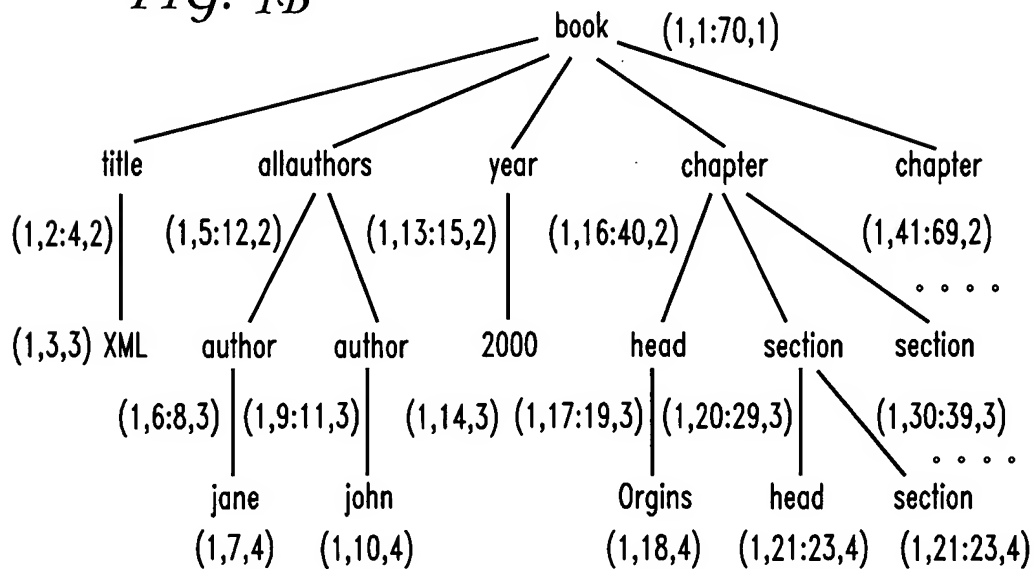 Fig. 1B
book (1,1:70,1)
title allauthors year chapter chapter
(1,2:4,2) (1,5:12,2) (1,13:15,2) (1,16:40,2) (1,41:69,2)
(1,3,3) XML author author 2000 head section section
(1,6:8,3) (1,9:11,3) (1,14,3) (1,17:19,3) (1,20:29,3) (1,30:39,3)
jane john Orgins head section
(1,7,4) (1,10,4) (1,18,4) (1,21:23,4) (1,21:23,4)